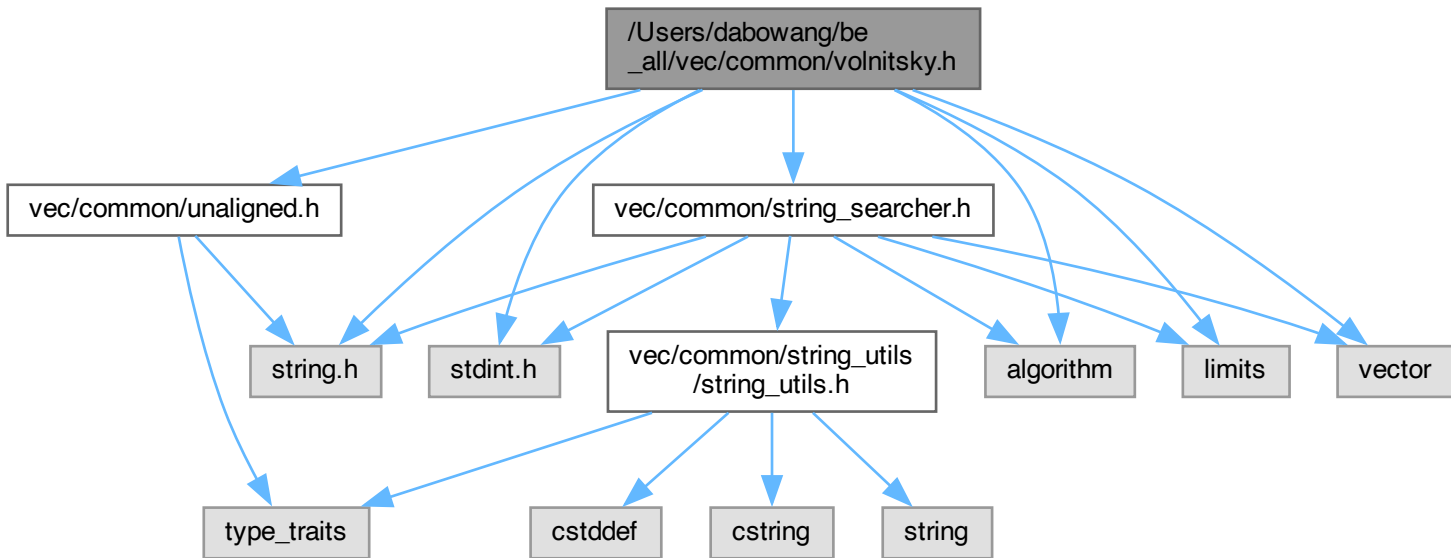 /Users/dabowang/be
_all/vec/common/volnitsky.h
vec/common/unaligned.h
vec/common/string_searcher.h
string.h
stdint.h
vec/common/string_utils
/string_utils.h
algorithm
limits
vector
type_traits
cstddef
cstring
string